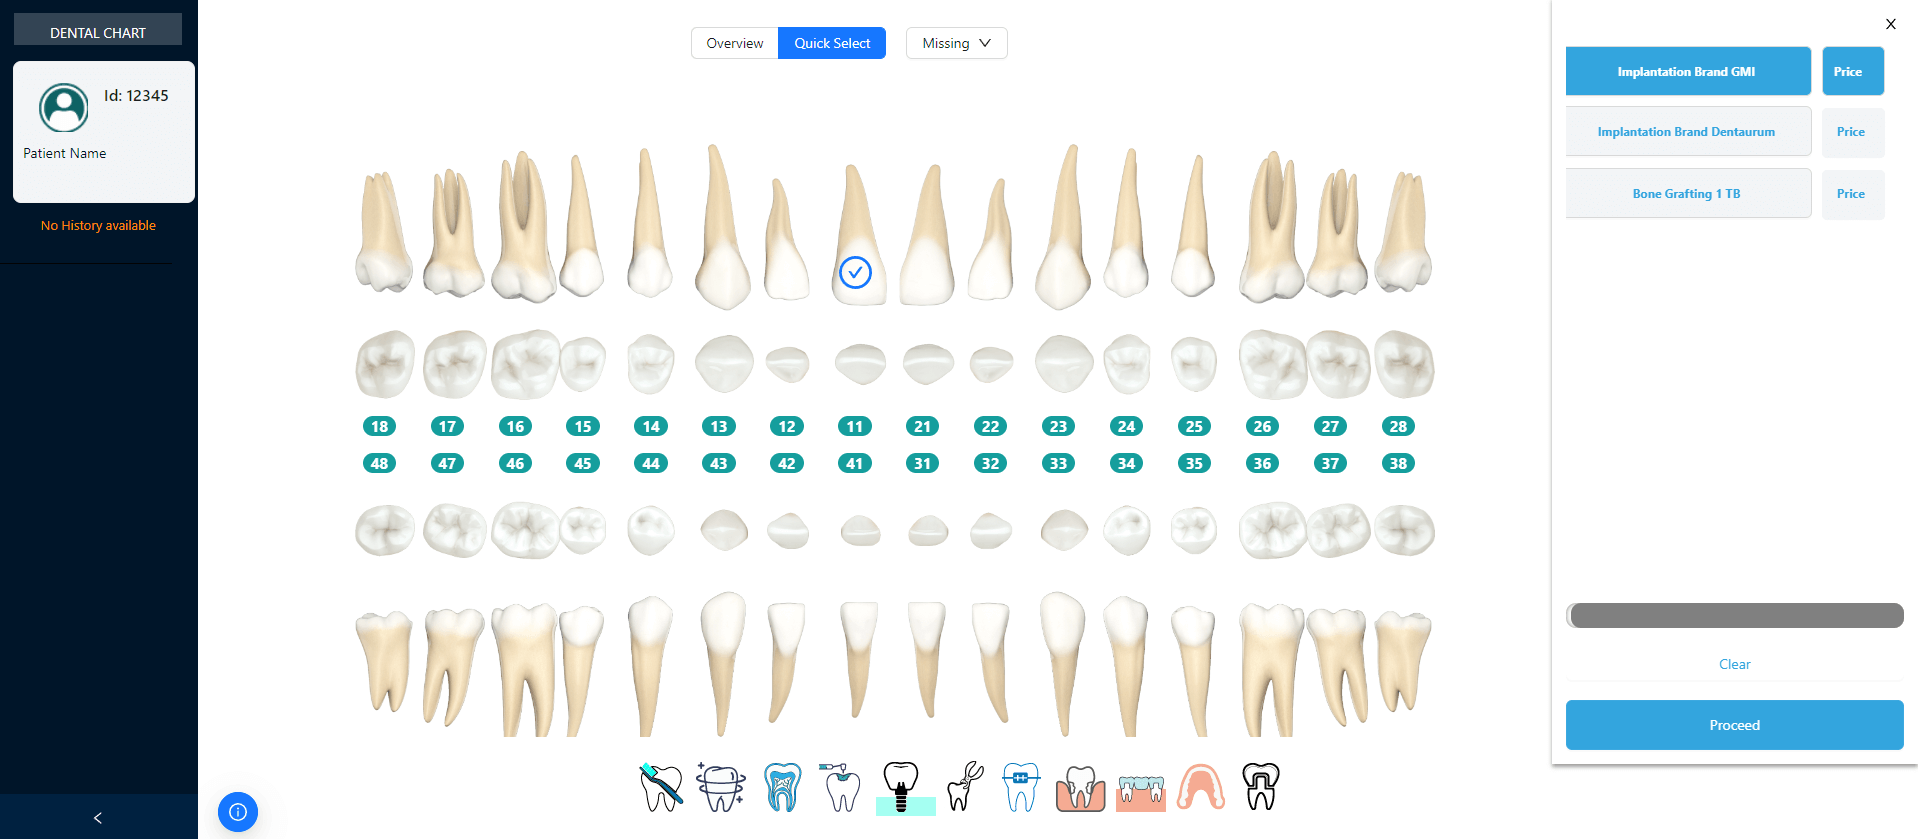 DENTAL CHART
Id: 12345
Patient Name
No History available
Overview
Quick Select
Missing
18 17 16 15 14 13 12 11 21 22 23 24 25 26 27 28
48 47 46 45 44 43 42 41 31 32 33 34 35 36 37 38
X
Implantation Brand GMI
Price
Implantation Brand Dentaurum
Price
Bone Grafting 1 TB
Price
Clear
Proceed